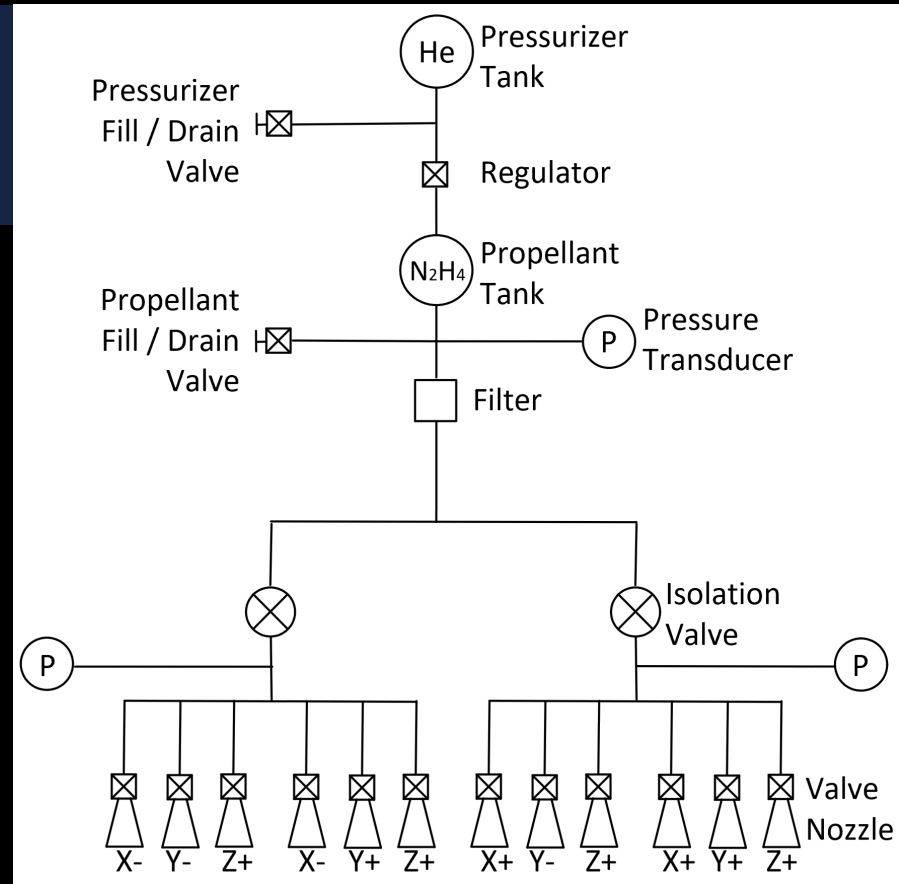 He
Pressurizer
Tank
Pressurizer
Fill / Drain
Valve
Regulator
N₂H₄
Propellant
Tank
Propellant
Fill / Drain
Valve
P
Pressure
Transducer
Filter
Isolation
Valve
P
P
Valve
Nozzle
X- Y- Z+ X- Y+ Z+ X+ Y- Z+ X+ Y+ Z+